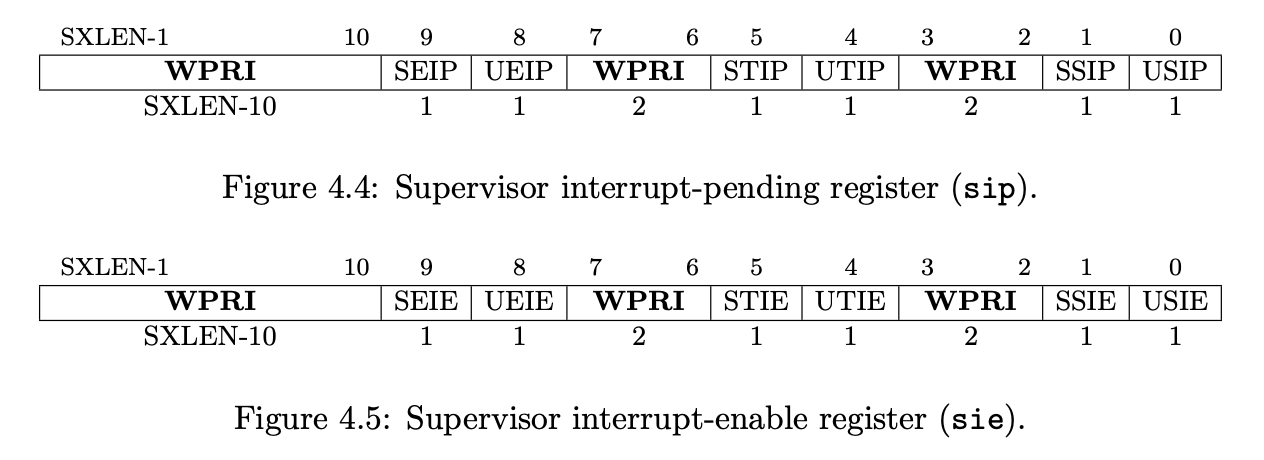 SXLEN-1 10 9 8 7 6 5 4 3 2 1 0
WPRI SEIP UEIP WPRI STIP UTIP WPRI SSIP USIP
SXLEN-10 1 1 2 1 1 2 1 1
Figure 4.4: Supervisor interrupt-pending register (sip).
SXLEN-1 10 9 8 7 6 5 4 3 2 1 0
WPRI SEIE UEIE WPRI STIE UTIE WPRI SSIE USIE
SXLEN-10 1 1 2 1 1 2 1 1
Figure 4.5: Supervisor interrupt-enable register (sie).